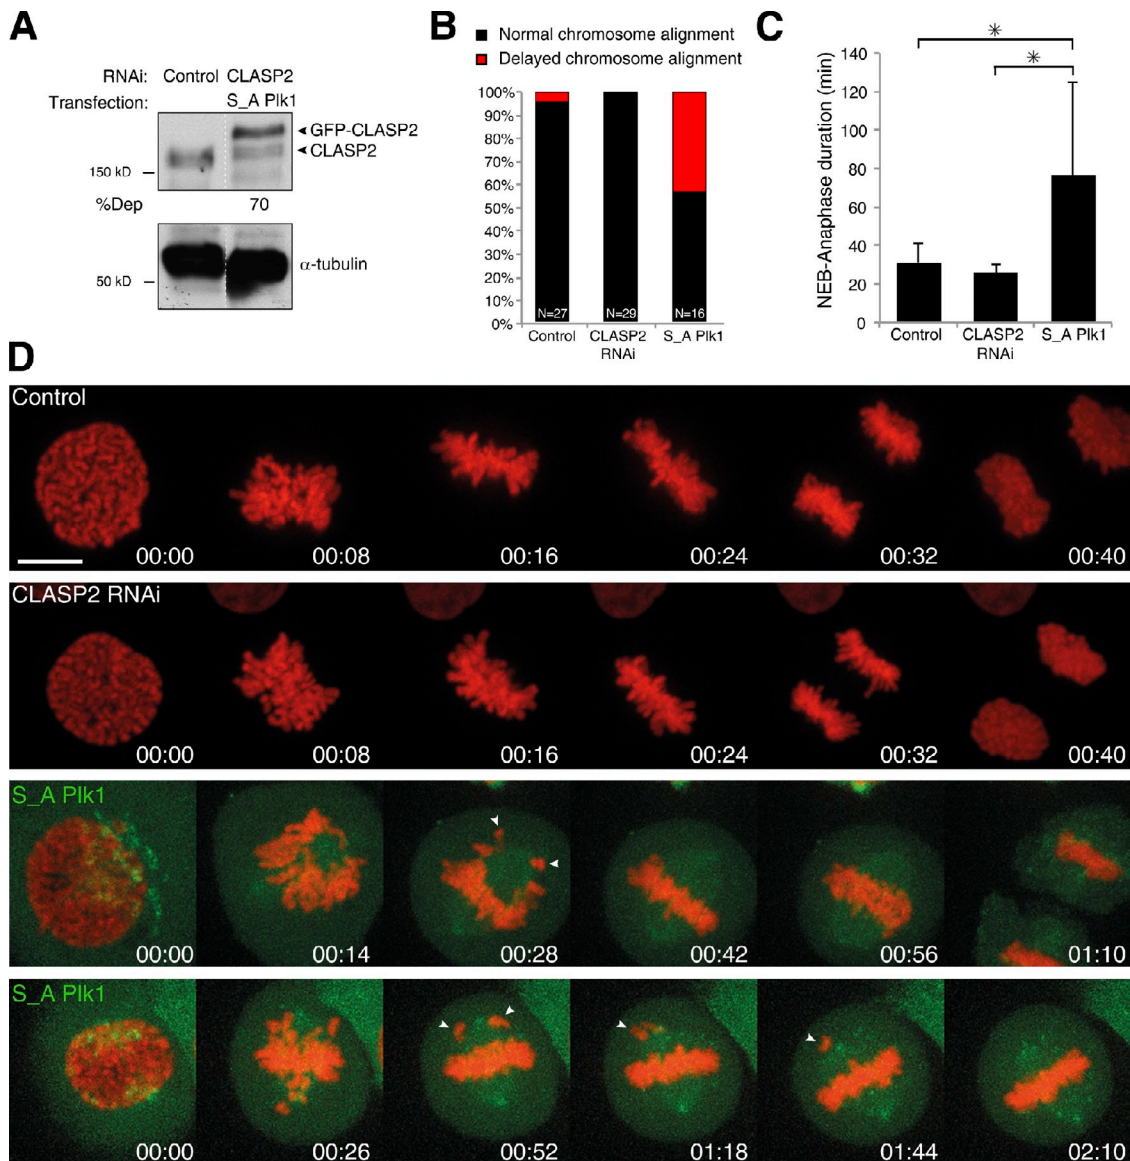 A
RNAi: Control CLASP2
Transfection: S_A Plk1
GFP-CLASP2
CLASP2
150 kD
%Dep 70
α-tubulin
50 kD
B
Normal chromosome alignment
Delayed chromosome alignment
100%
90%
80%
70%
60%
50%
40%
30%
20%
10%
0%
N=27 N=29 N=16
Control CLASP2 RNAi S_A Plk1
C
NEB-Anaphase duration (min)
140
120
100
80
60
40
20
0
* *
Control CLASP2 RNAi S_A Plk1
D
Control
00:00 00:08 00:16 00:24 00:32 00:40
CLASP2 RNAi
00:00 00:08 00:16 00:24 00:32 00:40
S_A Plk1
00:00 00:14 00:28 00:42 00:56 01:10
S_A Plk1
00:00 00:26 00:52 01:18 01:44 02:10